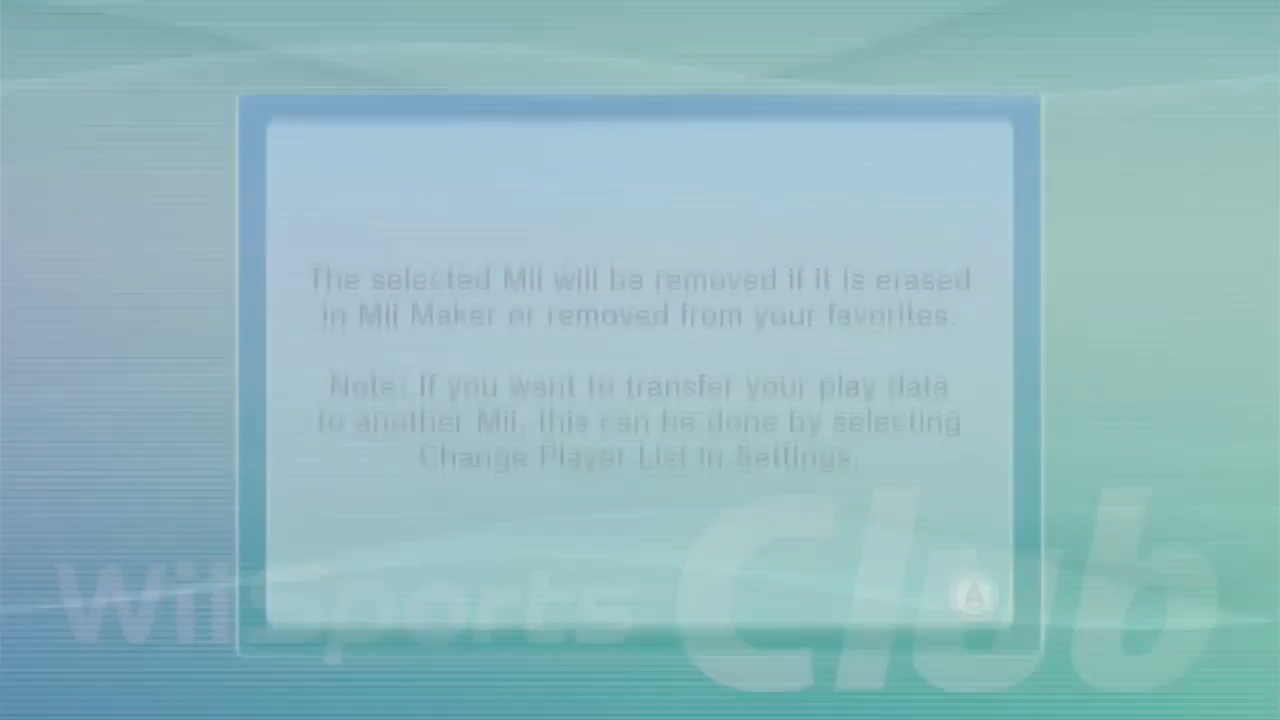 The selected Mii will be removed if it is erased
in Mii Maker or removed from your favorites.
Note: If you want to transfer your play data
to another Mii, this can be done by selecting
Change Player List in Settings.
Wii Sports Club
A